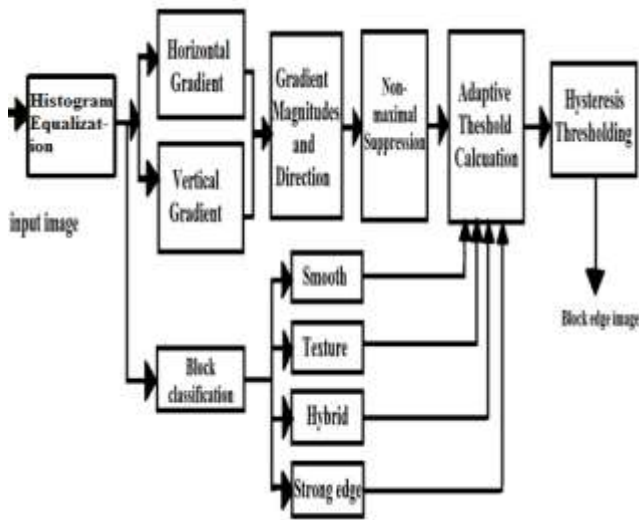 Histogram
Equalizat-
ion
input image
Horizontal
Gradient
Vertical
Gradient
Gradient
Magnitudes
and
Direction
Non-
maximal
Suppression
Adaptive
Theshold
Calcuation
Hysteresis
Thresholding
Block edge image
Block
classification
Smooth
Texture
Hybrid
Strong edge